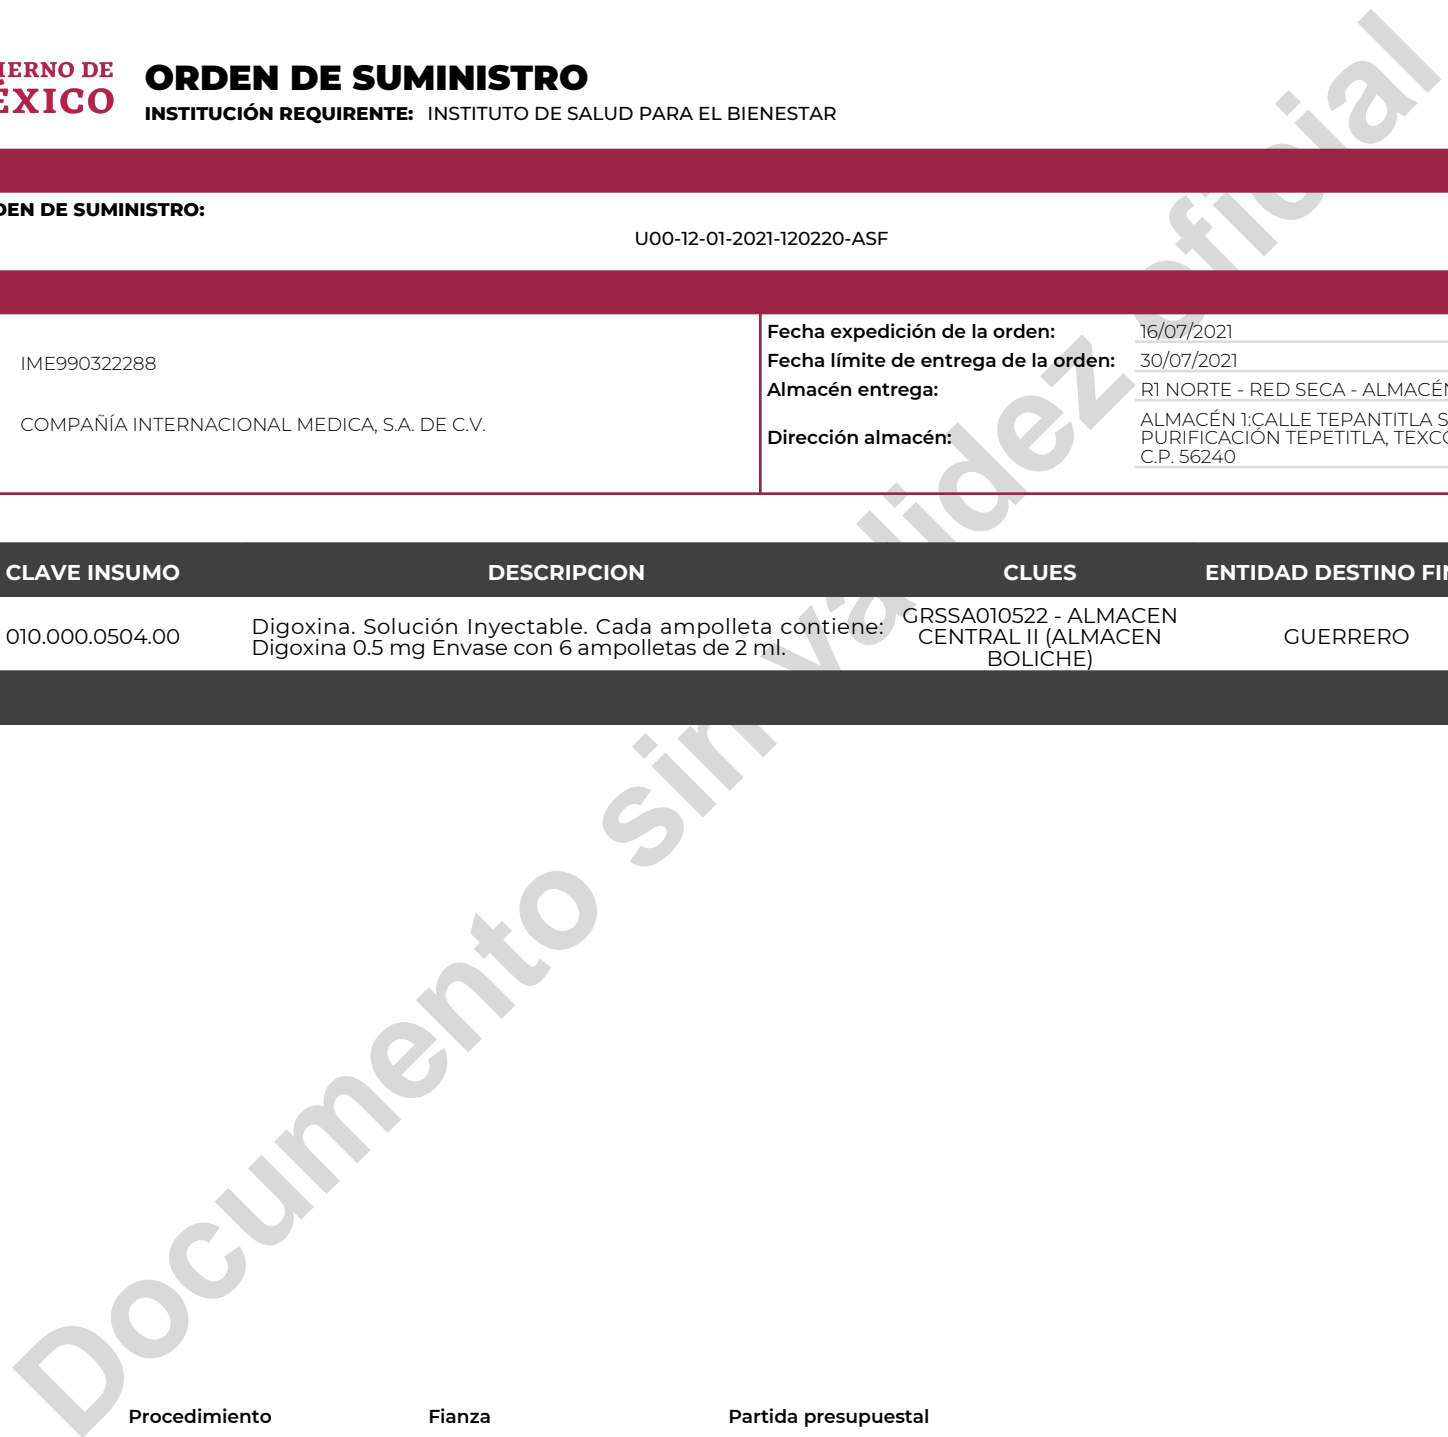 IERNO DE
ÉXICO
ORDEN DE SUMINISTRO
INSTITUCIÓN REQUIRENTE: INSTITUTO DE SALUD PARA EL BIENESTAR
DEN DE SUMINISTRO:
U00-12-01-2021-120220-ASF
IME990322288
COMPAÑÍA INTERNACIONAL MEDICA, S.A. DE C.V.
Fecha expedición de la orden: 16/07/2021
Fecha límite de entrega de la orden: 30/07/2021
Almacén entrega: R1 NORTE - RED SECA - ALMACÉN
Dirección almacén:
ALMACÉN 1:CALLE TEPANTITLA S
PURIFICACIÓN TEPETITLA, TEXCO
C.P. 56240
CLAVE INSUMO DESCRIPCION CLUES ENTIDAD DESTINO FIN
010.000.0504.00
Digoxina. Solución Inyectable. Cada ampolleta contiene:
Digoxina 0.5 mg Envase con 6 ampolletas de 2 ml.
GRSSA010522 - ALMACEN
CENTRAL II (ALMACEN
BOLICHE)
GUERRERO
Documento sin validez oficial
Procedimiento Fianza Partida presupuestal